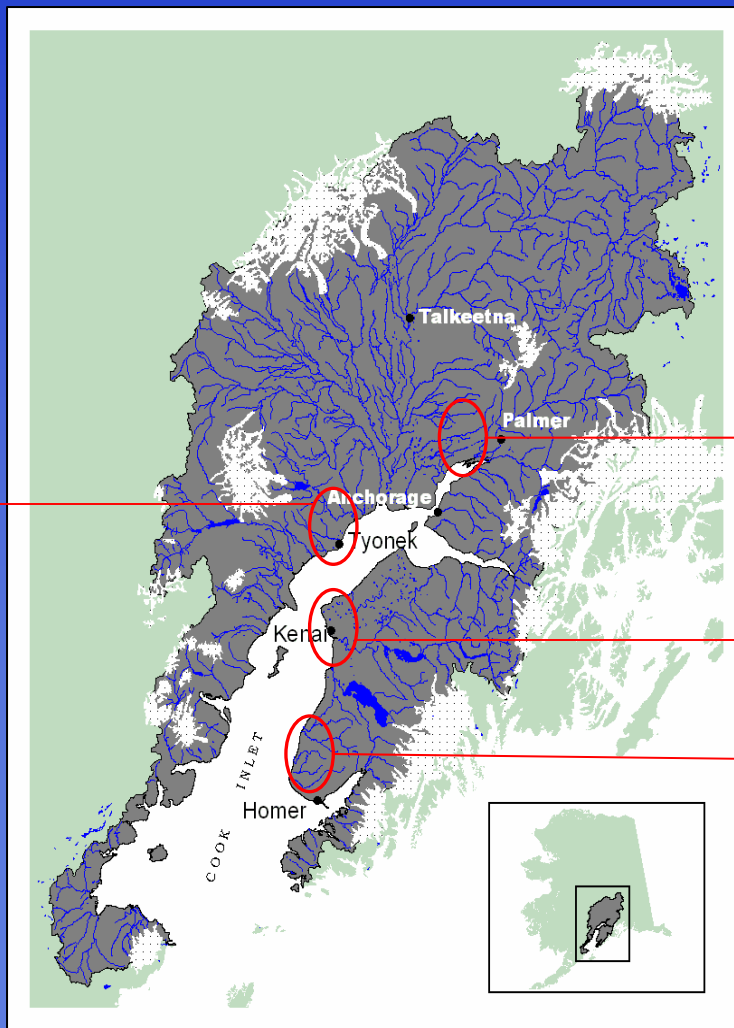 Talkeetna
Palmer
Anchorage
Tyonek
Kenai
COOK INLET
Homer